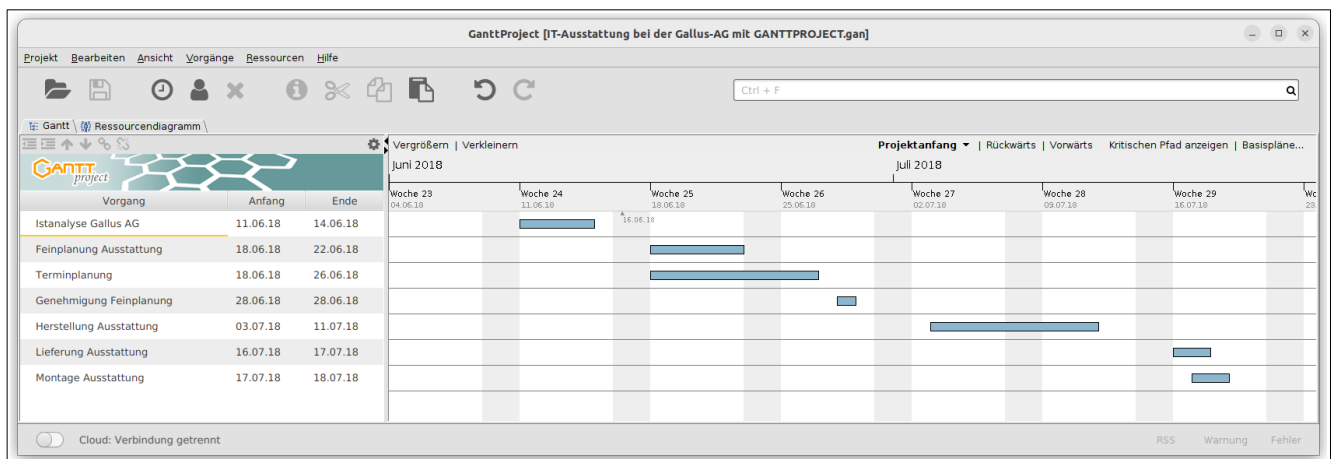 GanttProject [IT-Ausstattung bei der Gallus-AG mit GANTTPROJECT.gan]
Projekt Bearbeiten Ansicht Vorgänge Ressourcen Hilfe
Ctrl + F
Gantt Ressourcendiagramm
Vergrößern | Verkleinern Projektanfang | Rückwärts | Vorwärts Kritischen Pfad anzeigen | Basispläne...
GANTT project
Juni 2018 Juli 2018
Woche 23 Woche 24 Woche 25 Woche 26 Woche 27 Woche 28 Woche 29
04.06.18 11.06.18 18.06.18 25.06.18 02.07.18 09.07.18 16.07.18 23.
Vorgang Anfang Ende
16.06.18
Istanalyse Gallus AG 11.06.18 14.06.18
Feinplanung Ausstattung 18.06.18 22.06.18
Terminplanung 18.06.18 26.06.18
Genehmigung Feinplanung 28.06.18 28.06.18
Herstellung Ausstattung 03.07.18 11.07.18
Lieferung Ausstattung 16.07.18 17.07.18
Montage Ausstattung 17.07.18 18.07.18
Cloud: Verbindung getrennt RSS Warnung Fehler